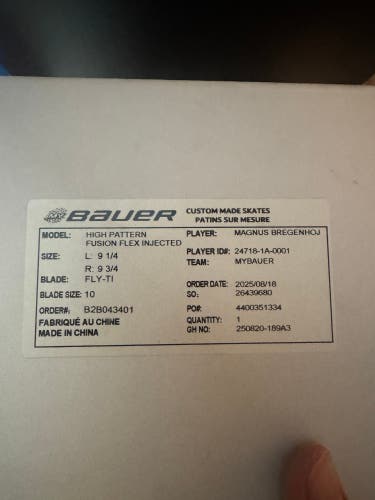 BAUER
CUSTOM MADE SKATES
PATINS SUR MESURE
MODEL: HIGH PATTERN
FUSION FLEX INJECTED
SIZE: L: 9 1/4
R: 9 3/4
BLADE: FLY-TI
BLADE SIZE: 10
ORDER#: B2B043401
FABRIQUÉ AU CHINE
MADE IN CHINA
PLAYER: MAGNUS BREGENHOJ
PLAYER ID#: 24718-1A-0001
TEAM: MYBAUER
ORDER DATE: 2025/08/18
SO: 26439680
PO#: 4400351334
QUANTITY: 1
GH NO: 250820-189A3